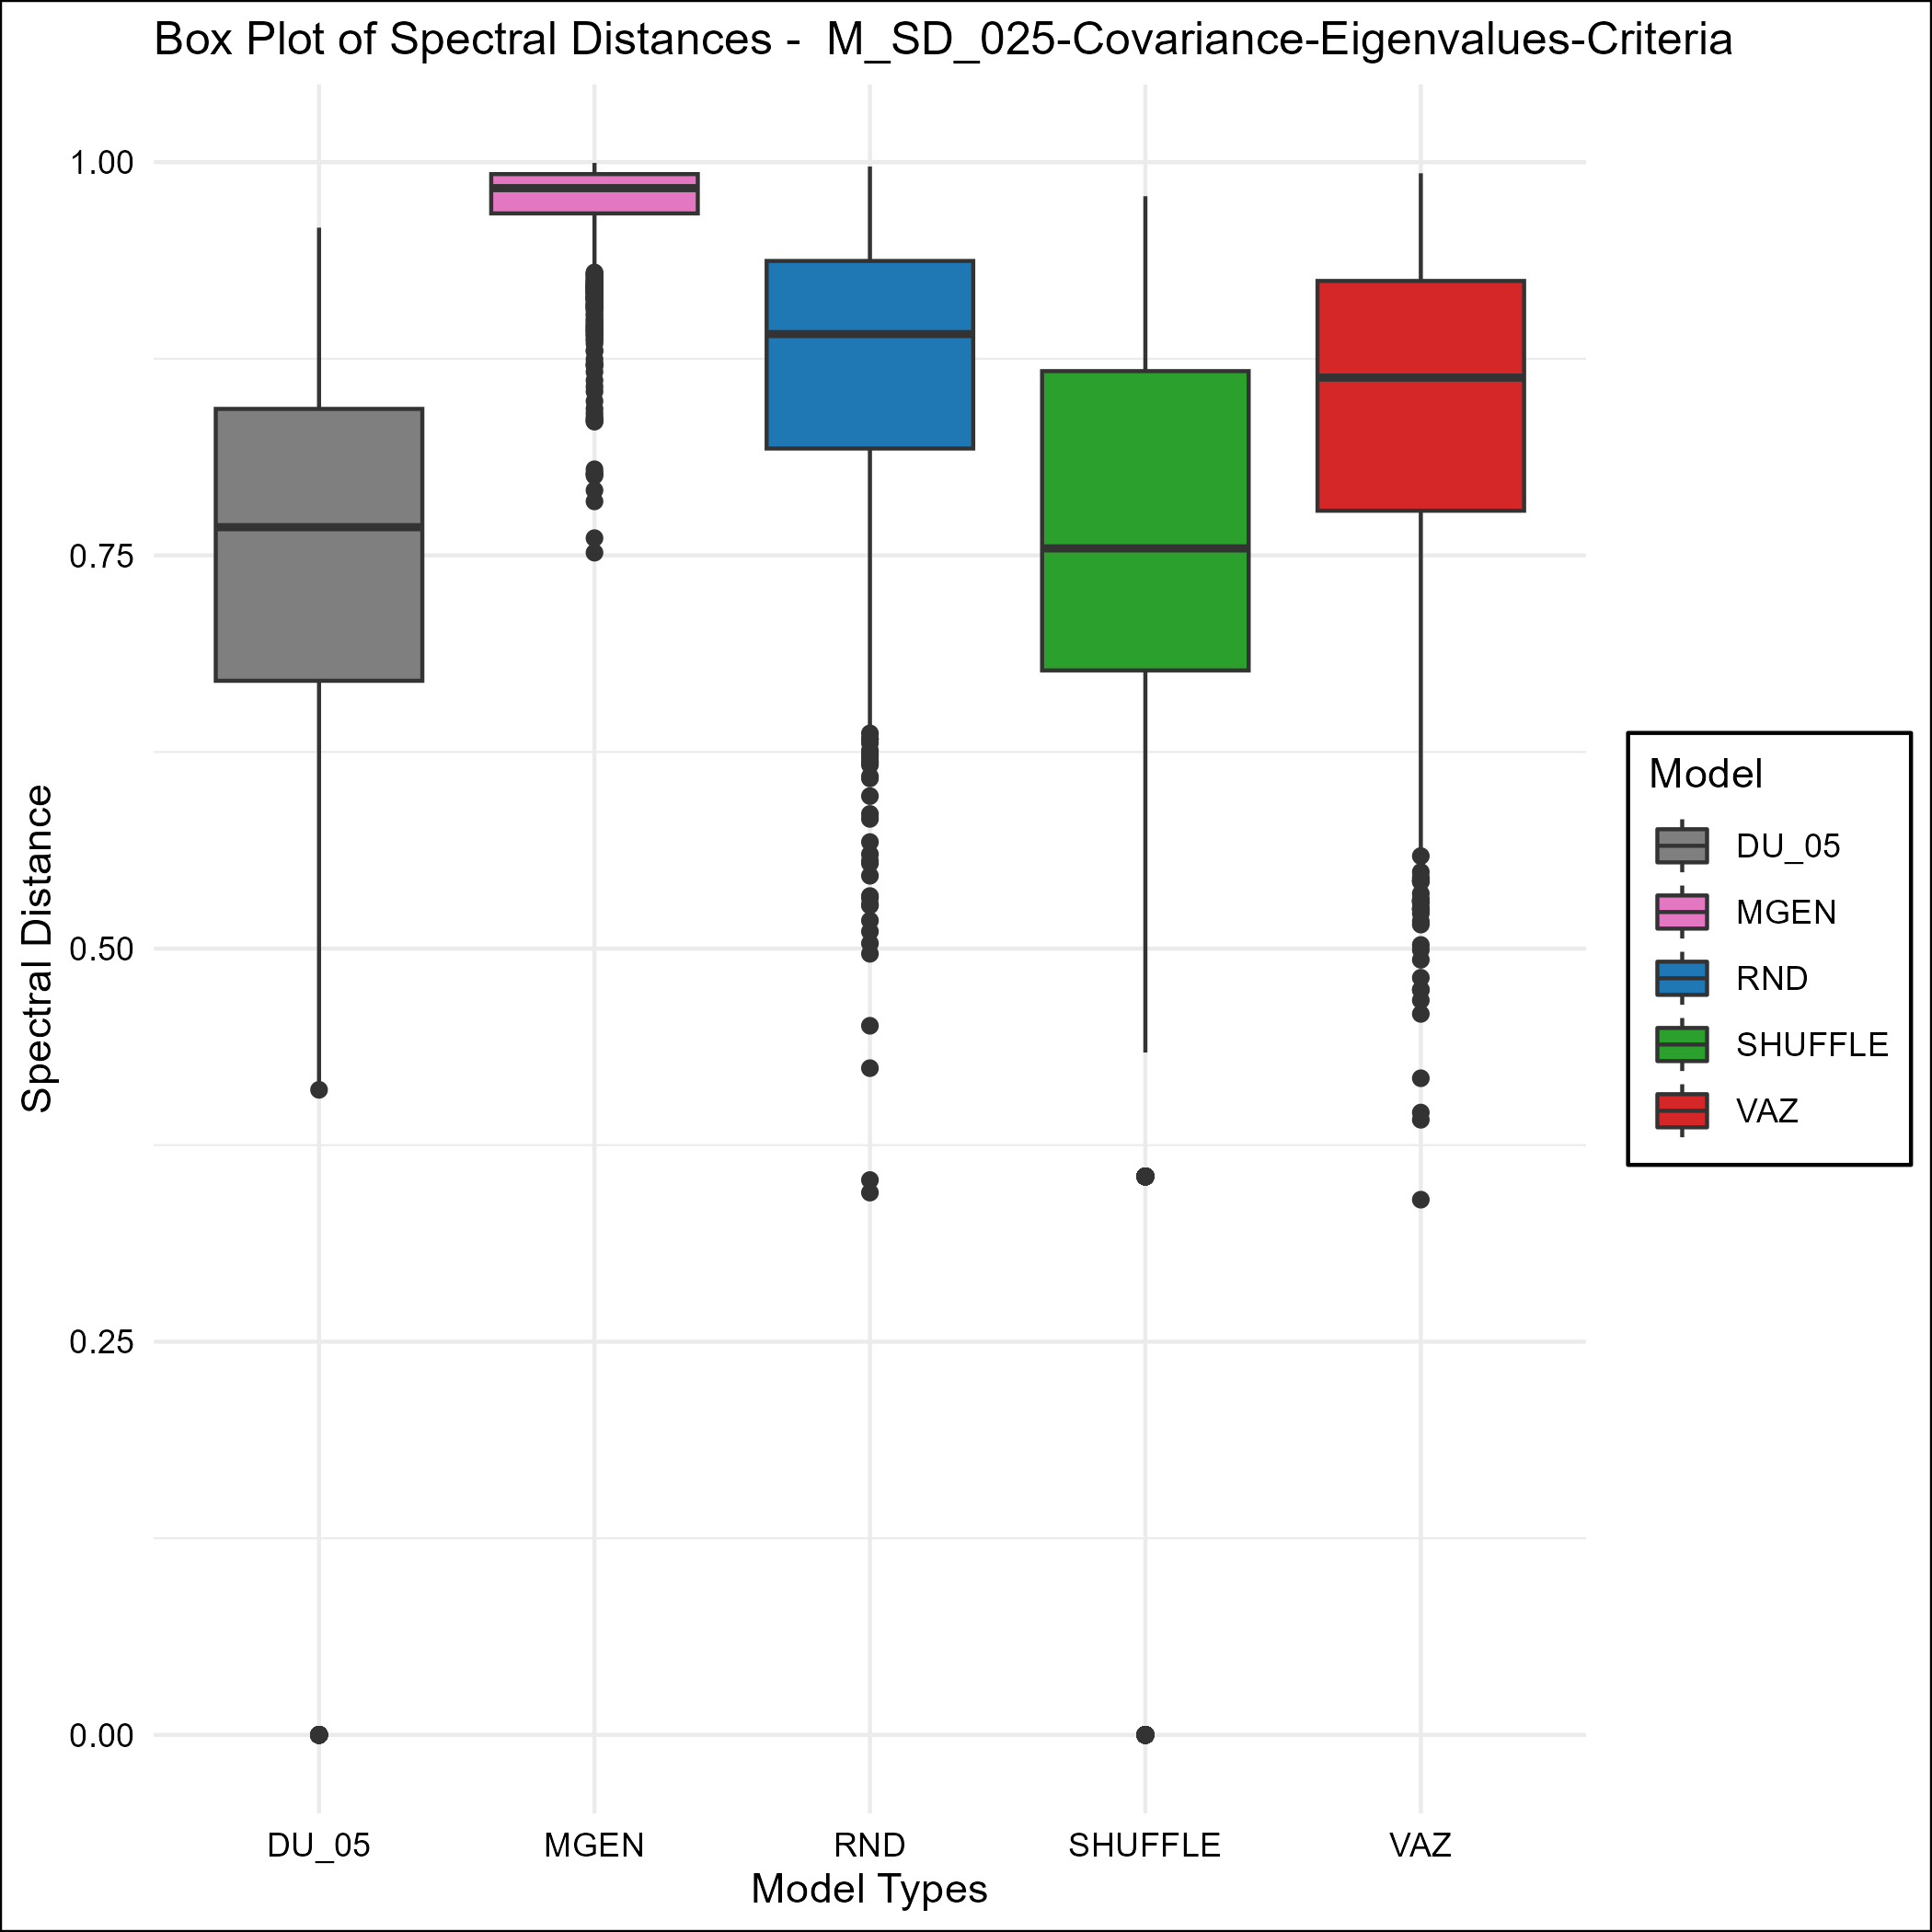 Box Plot of Spectral Distances -  M_SD_025-Covariance-Eigenvalues-Criteria
1.00
0.75
0.50
0.25
0.00
Spectral Distance
DU_05
MGEN
RND
SHUFFLE
VAZ
Model Types
Model
DU_05
MGEN
RND
SHUFFLE
VAZ